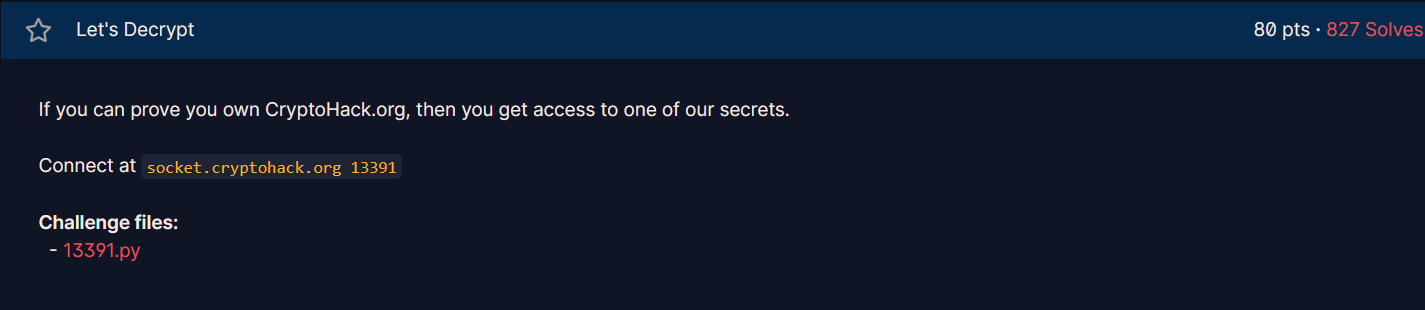 Let's Decrypt
80 pts · 827 Solves
If you can prove you own CryptoHack.org, then you get access to one of our secrets.
Connect at socket.cryptohack.org 13391
Challenge files:
- 13391.py